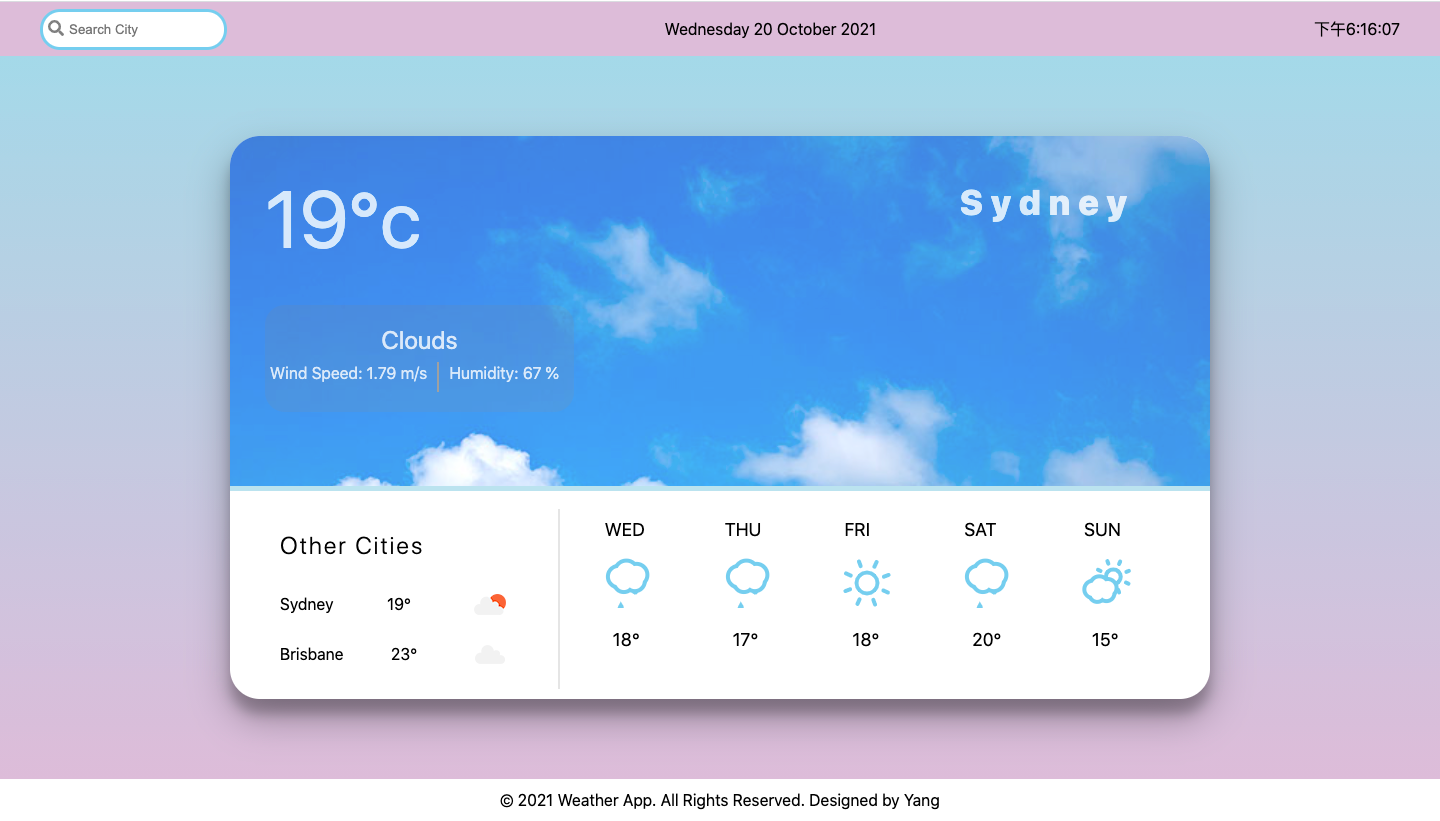 Search City
Wednesday 20 October 2021
下午6:16:07
19°c
Sydney
Clouds
Wind Speed: 1.79 m/s
Humidity: 67 %
Other Cities
Sydney 19°
Brisbane 23°
WED THU FRI SAT SUN
18° 17° 18° 20° 15°
© 2021 Weather App. All Rights Reserved. Designed by Yang